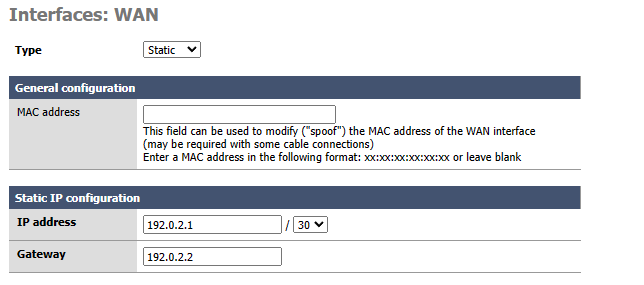 Interfaces: WAN
Type Static
General configuration
MAC address
This field can be used to modify ("spoof") the MAC address of the WAN interface
(may be required with some cable connections)
Enter a MAC address in the following format: xx:xx:xx:xx:xx:xx or leave blank
Static IP configuration
IP address 192.0.2.1 / 30
Gateway 192.0.2.2